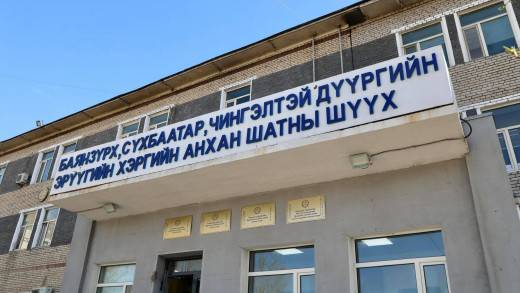 БАЯНЗҮРХ, СҮХБААТАР, ЧИНГЭЛТЭЙ ДҮҮРГИЙН
ЭРҮҮГИЙН ХЭРГИЙН АНХАН ШАТНЫ ШҮҮХ